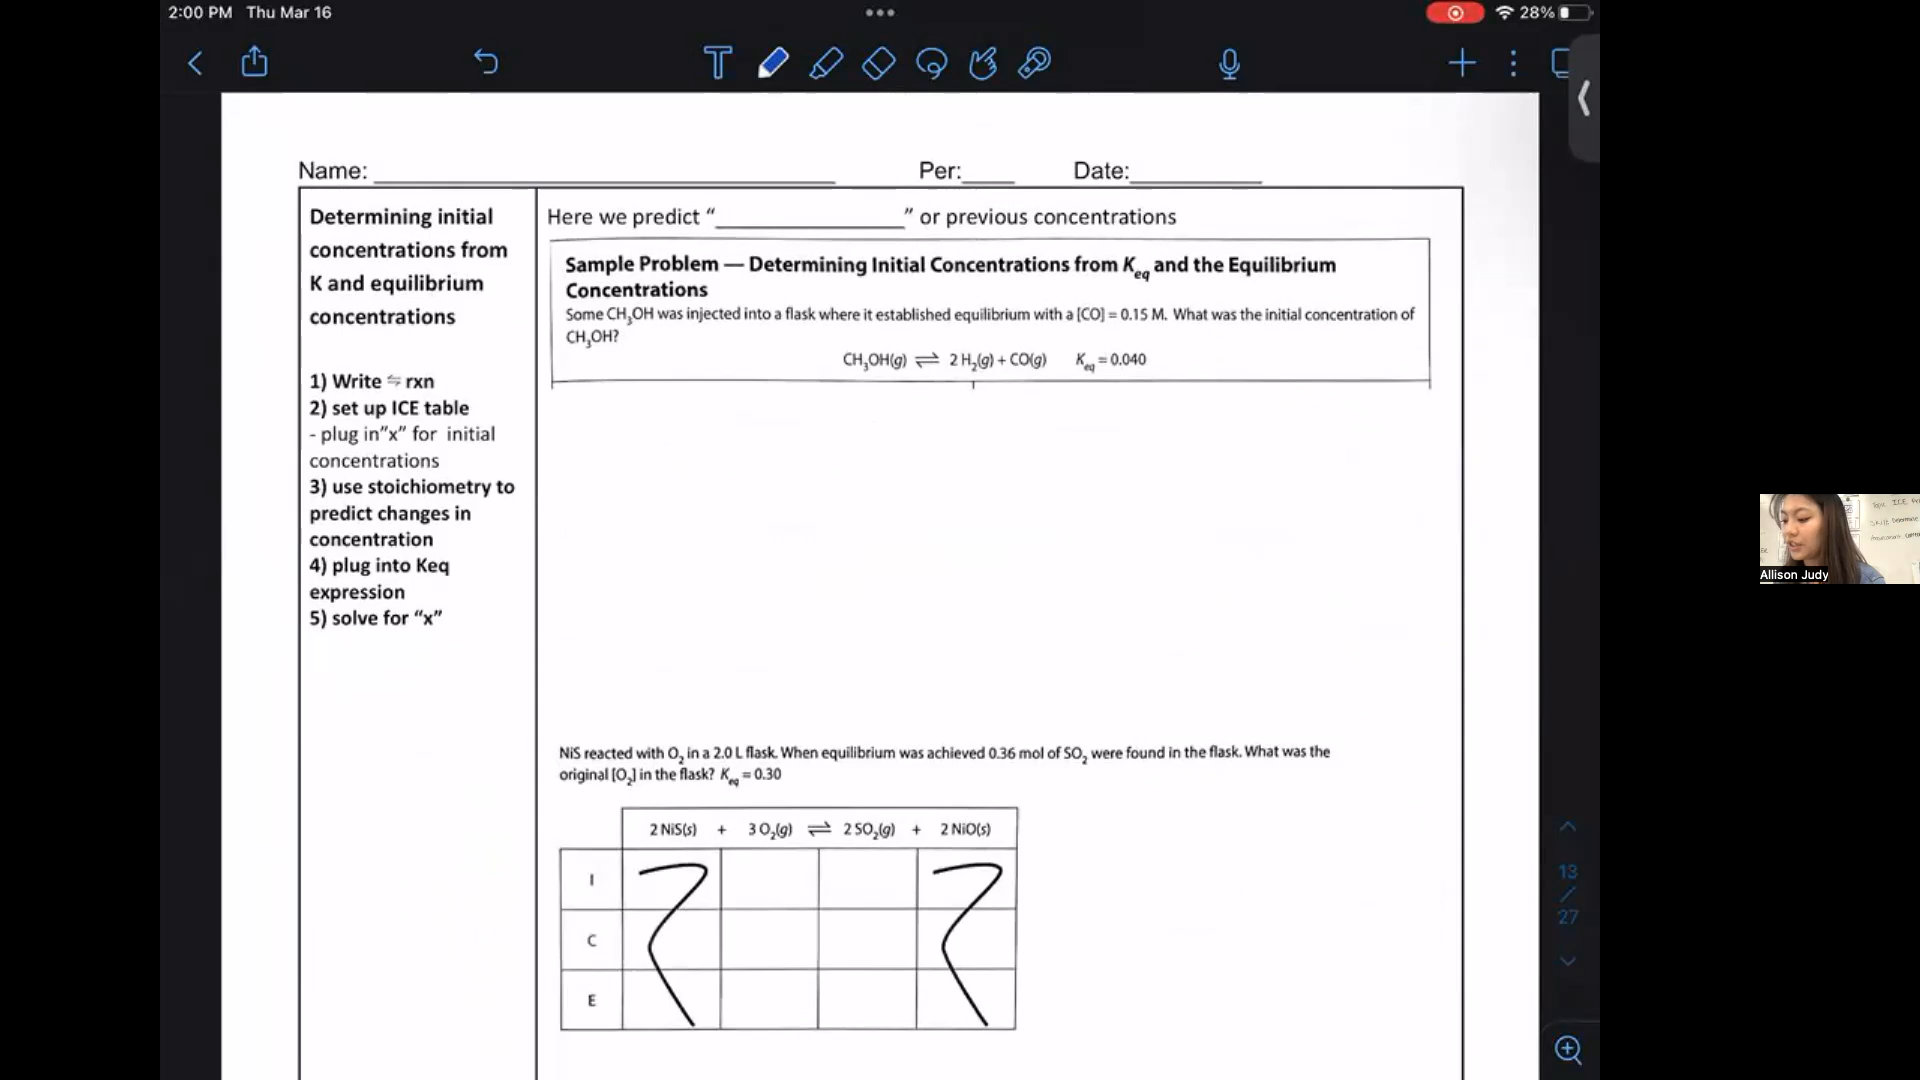 2:00 PM Thu Mar 16
28%
Name: ____________ Per:____ Date:__________
Determining initial
concentrations from
K and equilibrium
concentrations
1) Write ⇌ rxn
2) set up ICE table
- plug in”x” for initial
concentrations
3) use stoichiometry to
predict changes in
concentration
4) plug into Keq
expression
5) solve for “x”
Here we predict “________________” or previous concentrations
Sample Problem — Determining Initial Concentrations from Keq and the Equilibrium
Concentrations
Some CH₃OH was injected into a flask where it established equilibrium with a [CO] = 0.15 M. What was the initial concentration of
CH₃OH?
CH₃OH(g) ⇌ 2 H₂(g) + CO(g) Keq = 0.040
NiS reacted with O₂ in a 2.0 L flask. When equilibrium was achieved 0.36 mol of SO₂ were found in the flask. What was the
original [O₂] in the flask? Keq = 0.30
2 NiS(s) + 3 O₂(g) ⇌ 2 SO₂(g) + 2 NiO(s)
I
C
E
13
/
27
Topic ICE
Allison Judy